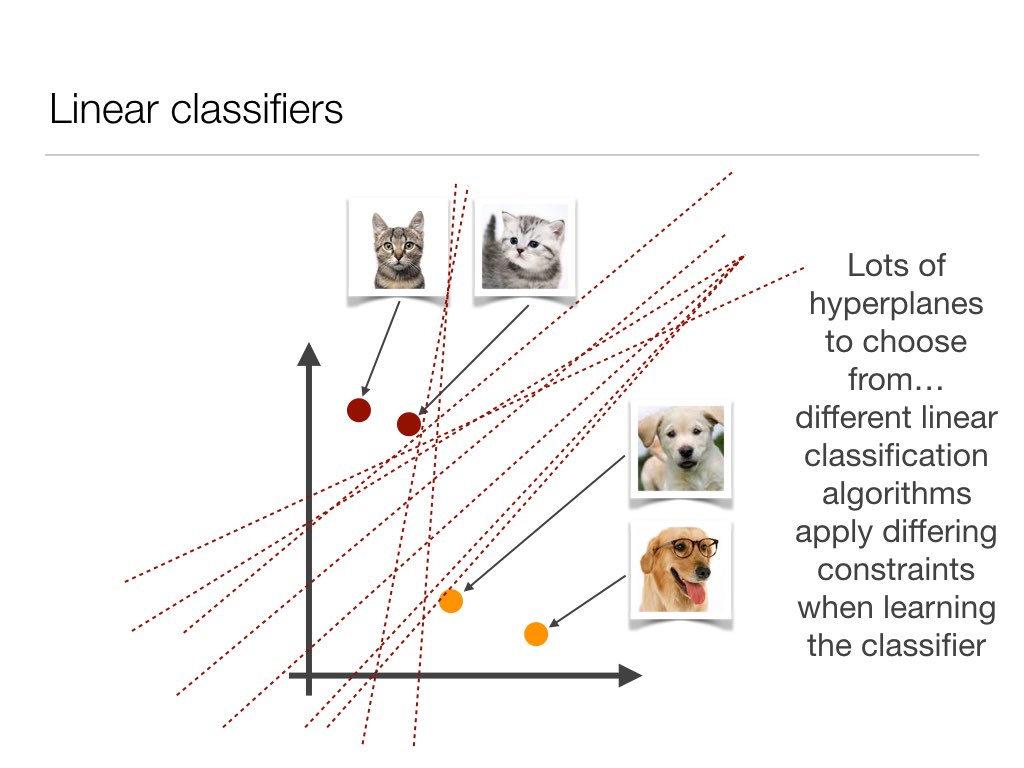 Linear classifiers
Lots of
hyperplanes
to choose
from…
different linear
classification
algorithms
apply differing
constraints
when learning
the classifier